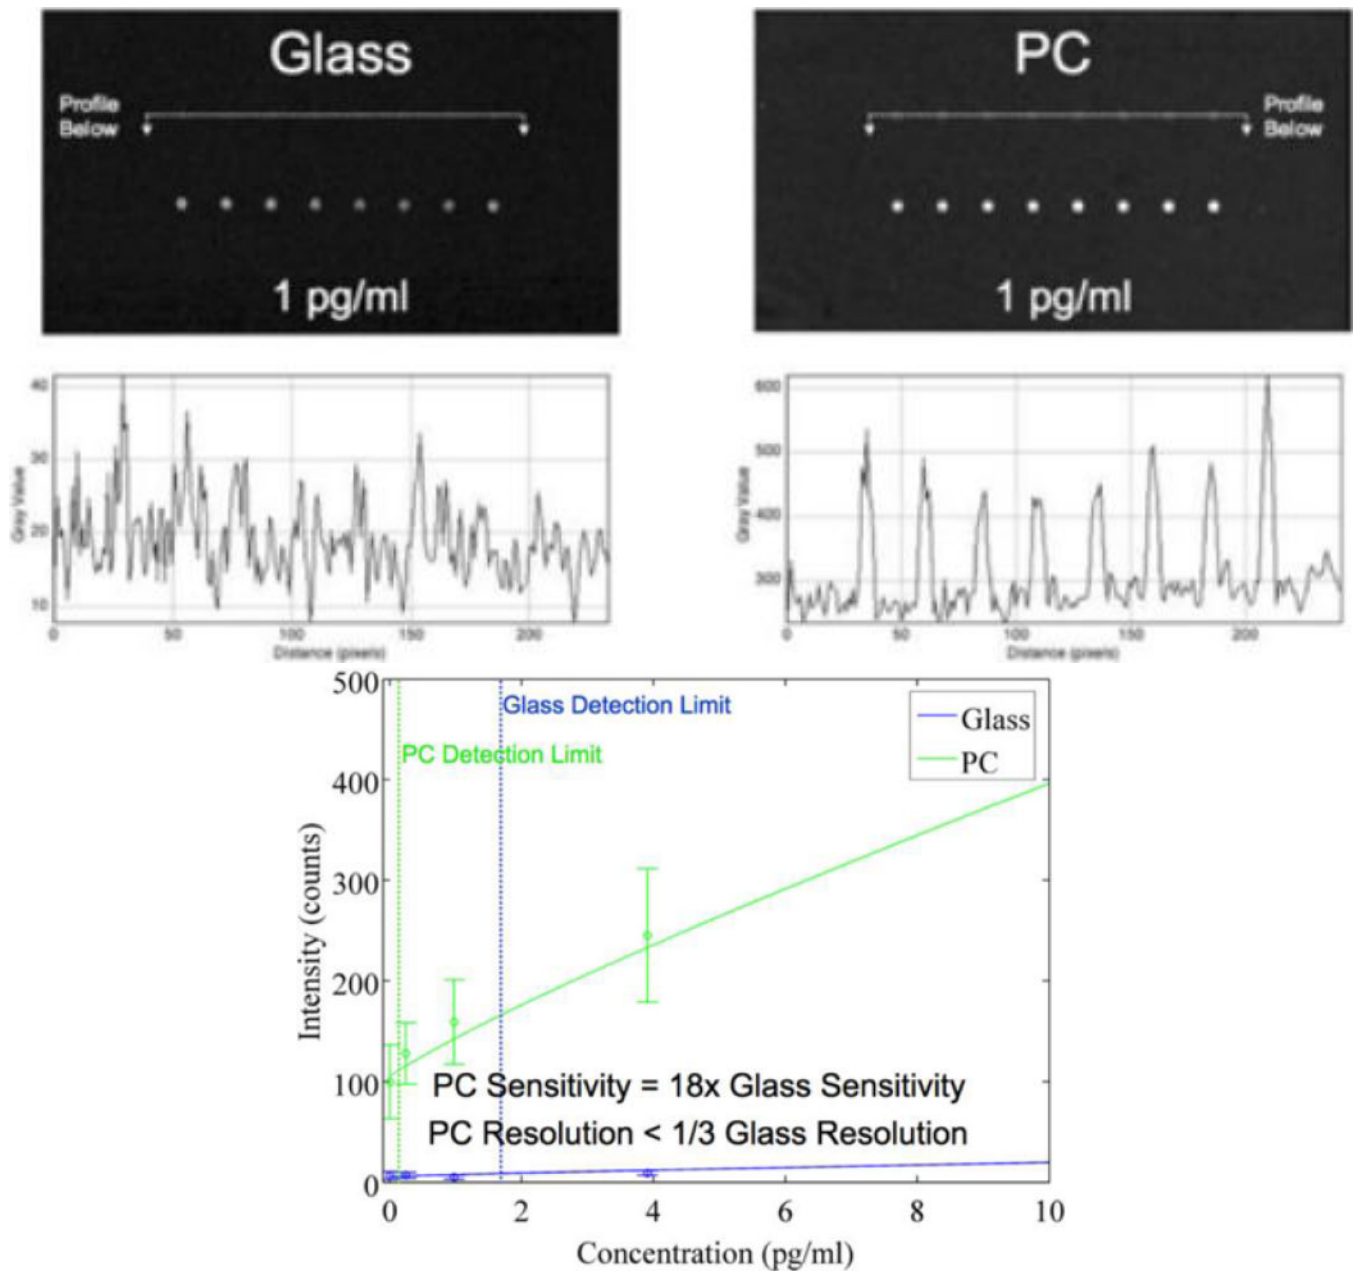 Glass
Profile
Below
1 pg/ml
PC
Profile
Below
1 pg/ml
40
30
20
10
Gray Value
0 50 100 150 200
Distance (pixels)
600
500
400
300
Gray Value
0 50 100 150 200
Distance (pixels)
500
400
300
200
100
0
Intensity (counts)
Glass Detection Limit
PC Detection Limit
Glass
PC
PC Sensitivity = 18x Glass Sensitivity
PC Resolution < 1/3 Glass Resolution
0 2 4 6 8 10
Concentration (pg/ml)